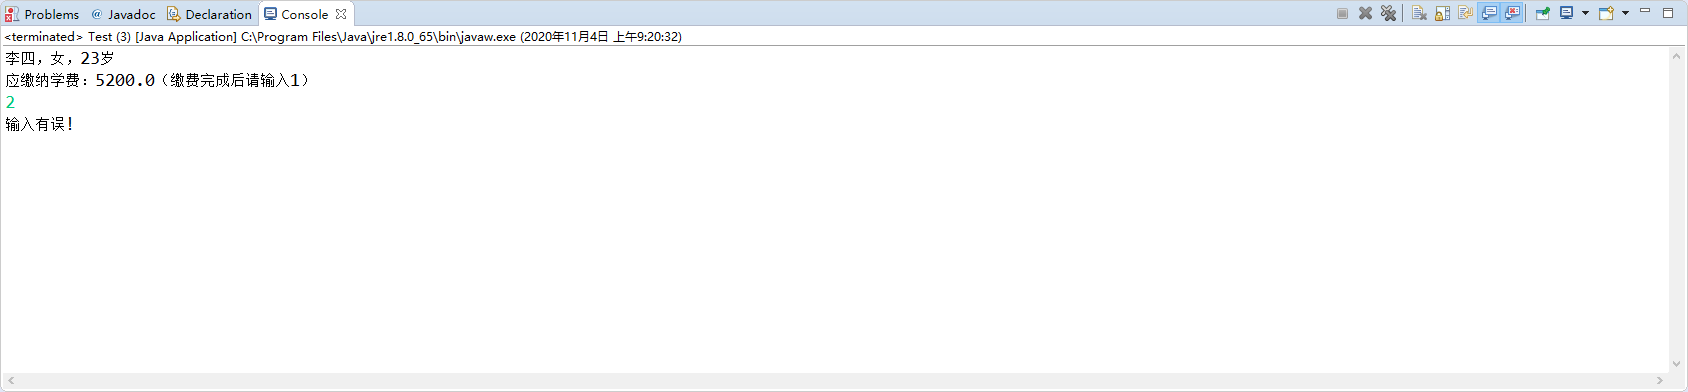 Problems @ Javadoc Declaration Console
<terminated> Test (3) [Java Application] C:\Program Files\Java\jre1.8.0_65\bin\javaw.exe (2020年11月4日 上午9:20:32)
李四，女，23岁
应缴纳学费：5200.0（缴费完成后请输入1）
2
输入有误！